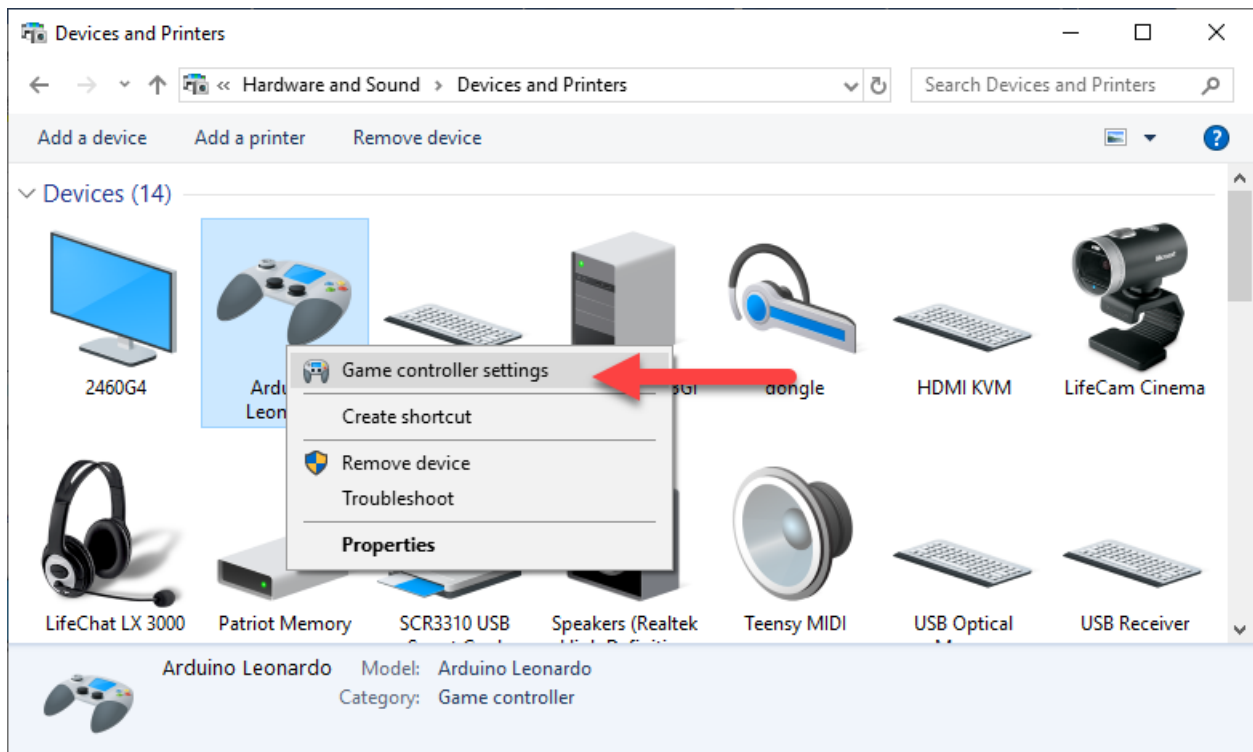 Devices and Printers
« Hardware and Sound > Devices and Printers
Search Devices and Printers
Add a device Add a printer Remove device
?
Devices (14)
2460G4
Ardu
Leon
dongle
HDMI KVM
LifeCam Cinema
Game controller settings
Create shortcut
Remove device
Troubleshoot
Properties
LifeChat LX 3000
Patriot Memory
SCR3310 USB
Speakers (Realtek
Teensy MIDI
USB Optical
USB Receiver
Arduino Leonardo Model: Arduino Leonardo
Category: Game controller